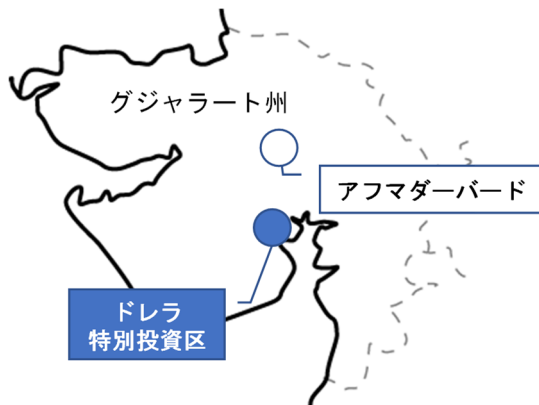 グジャラート州
アフマダーバード
ドレラ
特別投資区